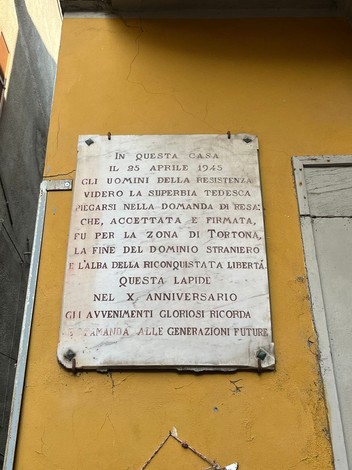 IN QUESTA CASA
IL 25 APRILE 1945
GLI UOMINI DELLA RESISTENZA
VIDERO LA SUPERBIA TEDESCA
PIEGARSI NELLA DOMANDA DI RESA
CHE, ACCETTATA E FIRMATA,
FU PER LA ZONA DI TORTONA,
LA FINE DEL DOMINIO STRANIERO
E L'ALBA DELLA RICONQUISTATA LIBERTÁ.
QUESTA LAPIDE
NEL X ANNIVERSARIO
GLI AVVENIMENTI GLORIOSI RICORDA
E TRAMANDA ALLE GENERAZIONI FUTURE